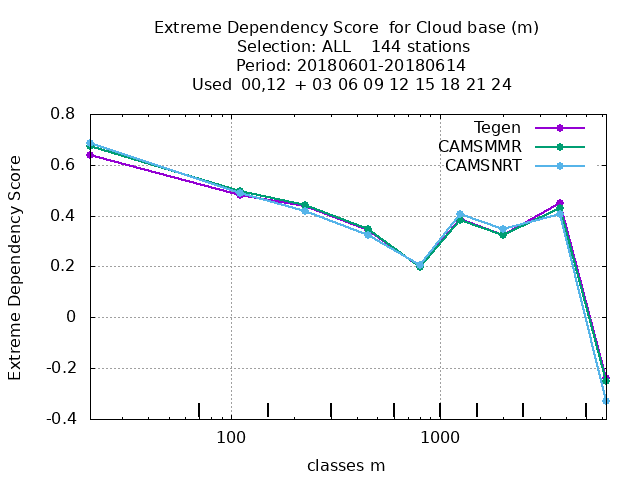 Extreme Dependency Score  for Cloud base (m)
Selection: ALL    144 stations
Period: 20180601-20180614
Used  00,12  + 03 06 09 12 15 18 21 24
Tegen
CAMSMMR
CAMSNRT
Extreme Dependency Score
0.8
0.6
0.4
0.2
0
-0.2
-0.4
100
1000
classes m